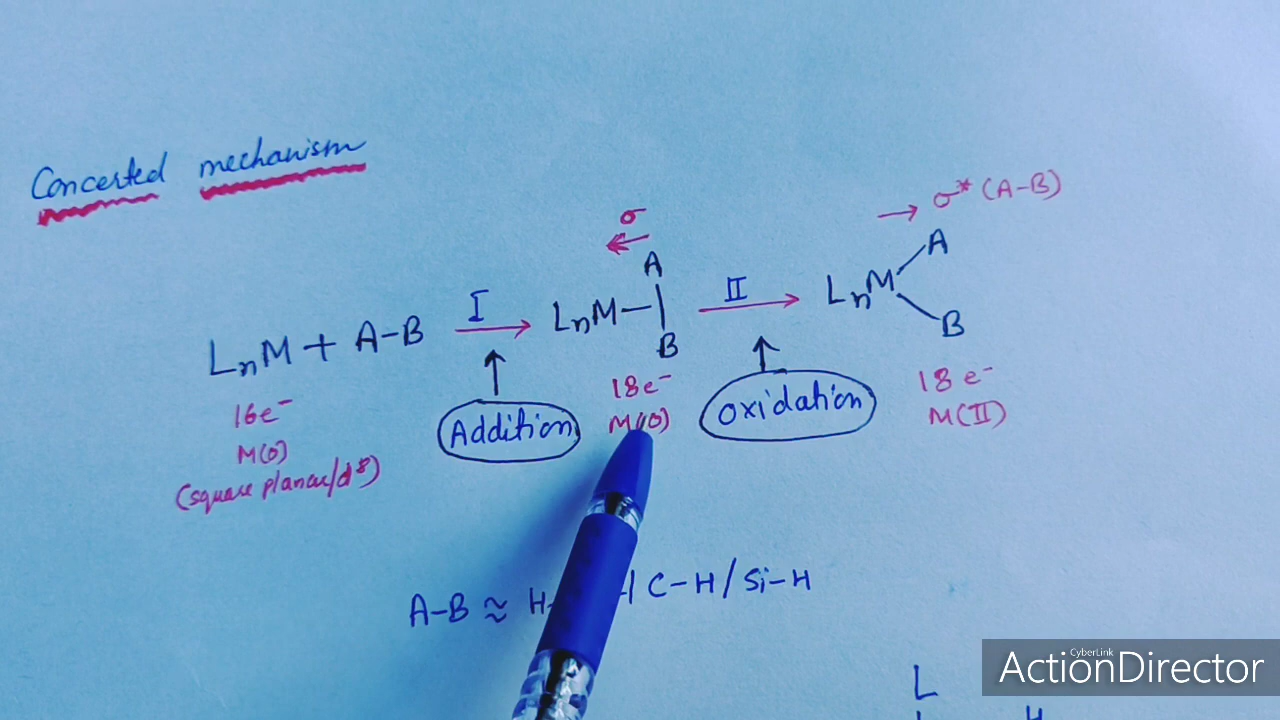 Concerted mechanism
σ
→ σ* (A-B)
LnM + A-B
I
LnM
A
B
II
LnM
A
B
16e⁻
M(0)
(square planar/d⁸)
Addition
18e⁻
M(0)
oxidation
18 e⁻
M(II)
A-B ≈ H- / C-H / Si-H
L
H
CyberLink
ActionDirector